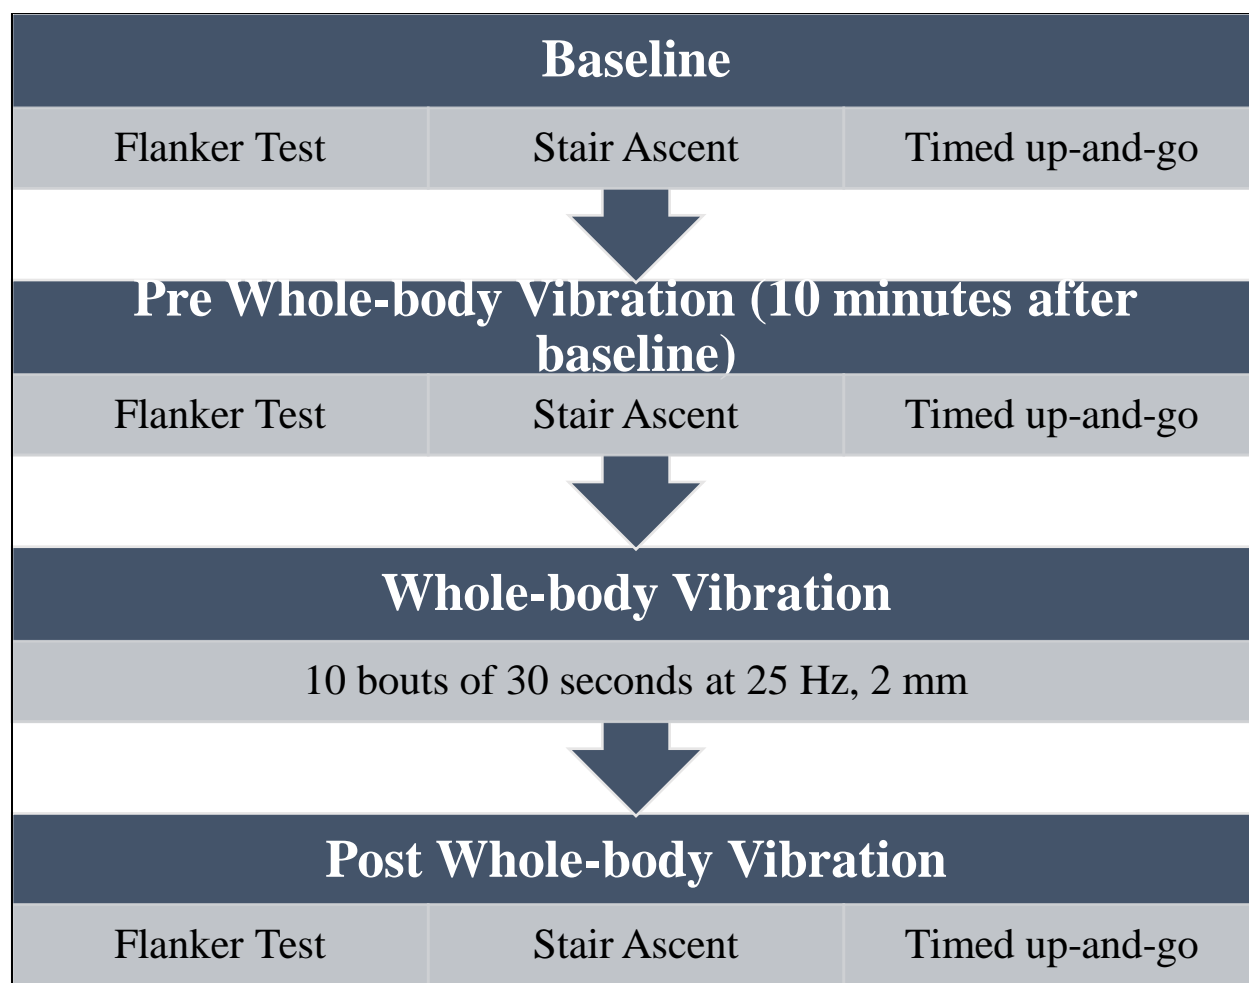 Baseline
Flanker Test Stair Ascent Timed up-and-go
Pre Whole-body Vibration (10 minutes after
baseline)
Flanker Test Stair Ascent Timed up-and-go
Whole-body Vibration
10 bouts of 30 seconds at 25 Hz, 2 mm
Post Whole-body Vibration
Flanker Test Stair Ascent Timed up-and-go